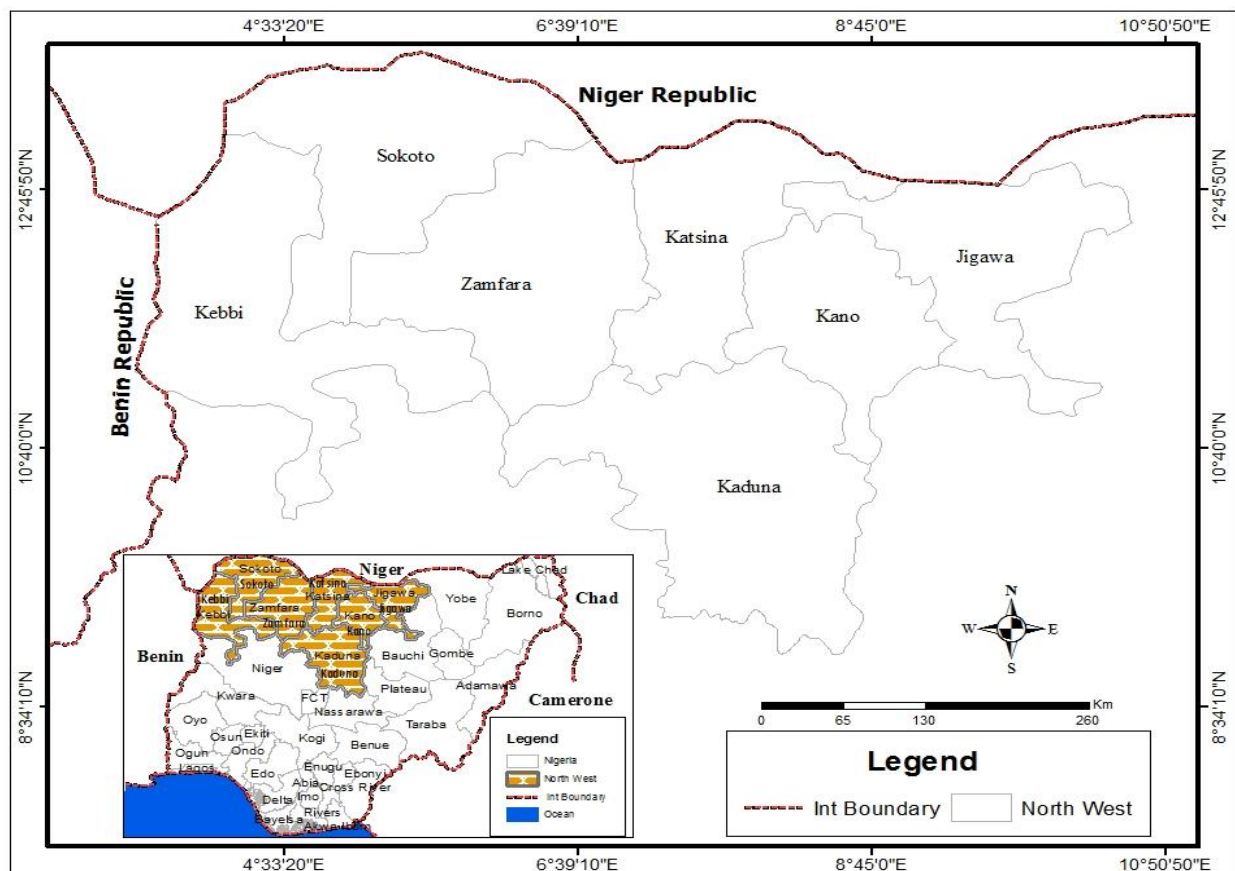 4°33'20"E 6°39'10"E 8°45'0"E 10°50'50"E
Niger Republic
Sokoto
12°45'50"N
12°45'50"N
Katsina
Jigawa
Zamfara
Kebbi
Kano
Benin Republic
10°40'0"N
10°40'0"N
Kaduna
Niger
Lake Chad
Sokoto
Sokoto
Katsina
Katsina
Jigawa
Jigawa
Chad
Kebbi
Kebbi
Zamfara
Zamfara
Kano
Kano
Yobe
Borno
Benin
Kaduna
Kaduna
Bauchi
Gombe
Niger
Plateau
Adamawa
Kwara
FCT
Nassarawa
Camerone
Oyo
Taraba
Osun
Ekiti
Kogi
Benue
Ogun
Ondo
Lagos
Edo
Enugu
Ebonyi
Abia
Cross River
Delta
Imo
Rivers
Bayelsa
Akwa-Ibom
Legend
Nigeria
North West
Int Boundary
Ocean
N
W E
S
Km
0 65 130 260
8°34'10"N
8°34'10"N
Legend
Int Boundary
North West
4°33'20"E 6°39'10"E 8°45'0"E 10°50'50"E